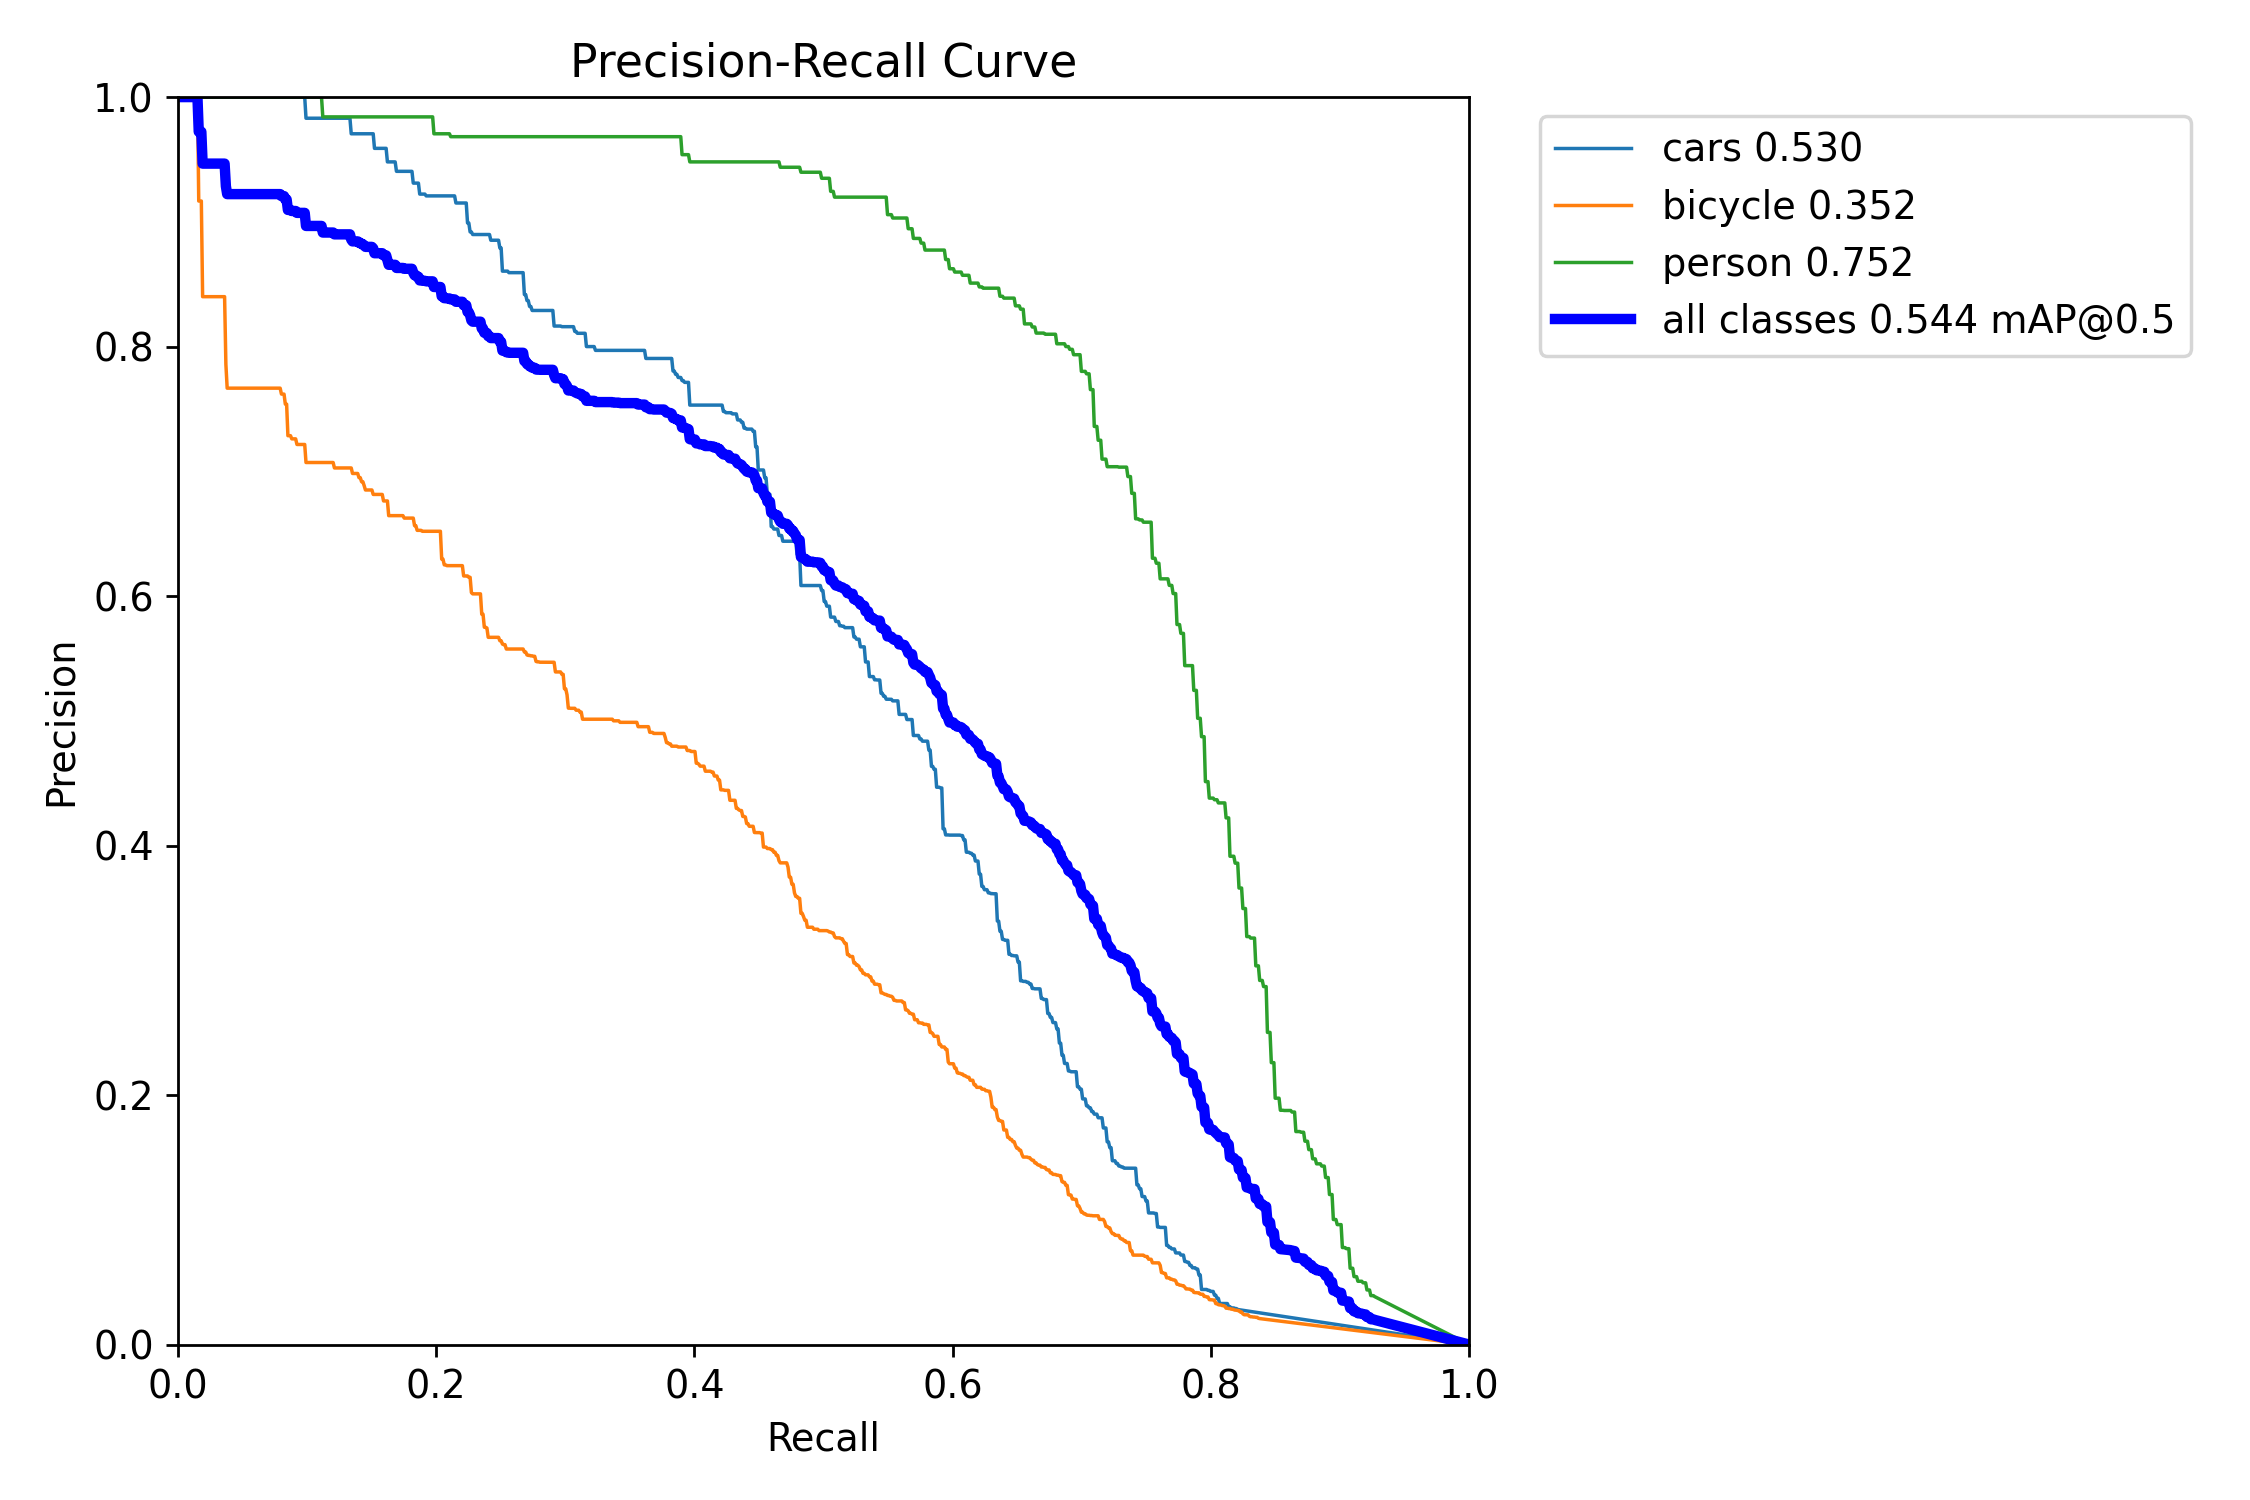 Precision-Recall Curve
1.0
0.8
0.6
0.4
0.2
0.0
Precision
0.0 0.2 0.4 0.6 0.8 1.0
Recall
cars 0.530
bicycle 0.352
person 0.752
all classes 0.544 mAP@0.5